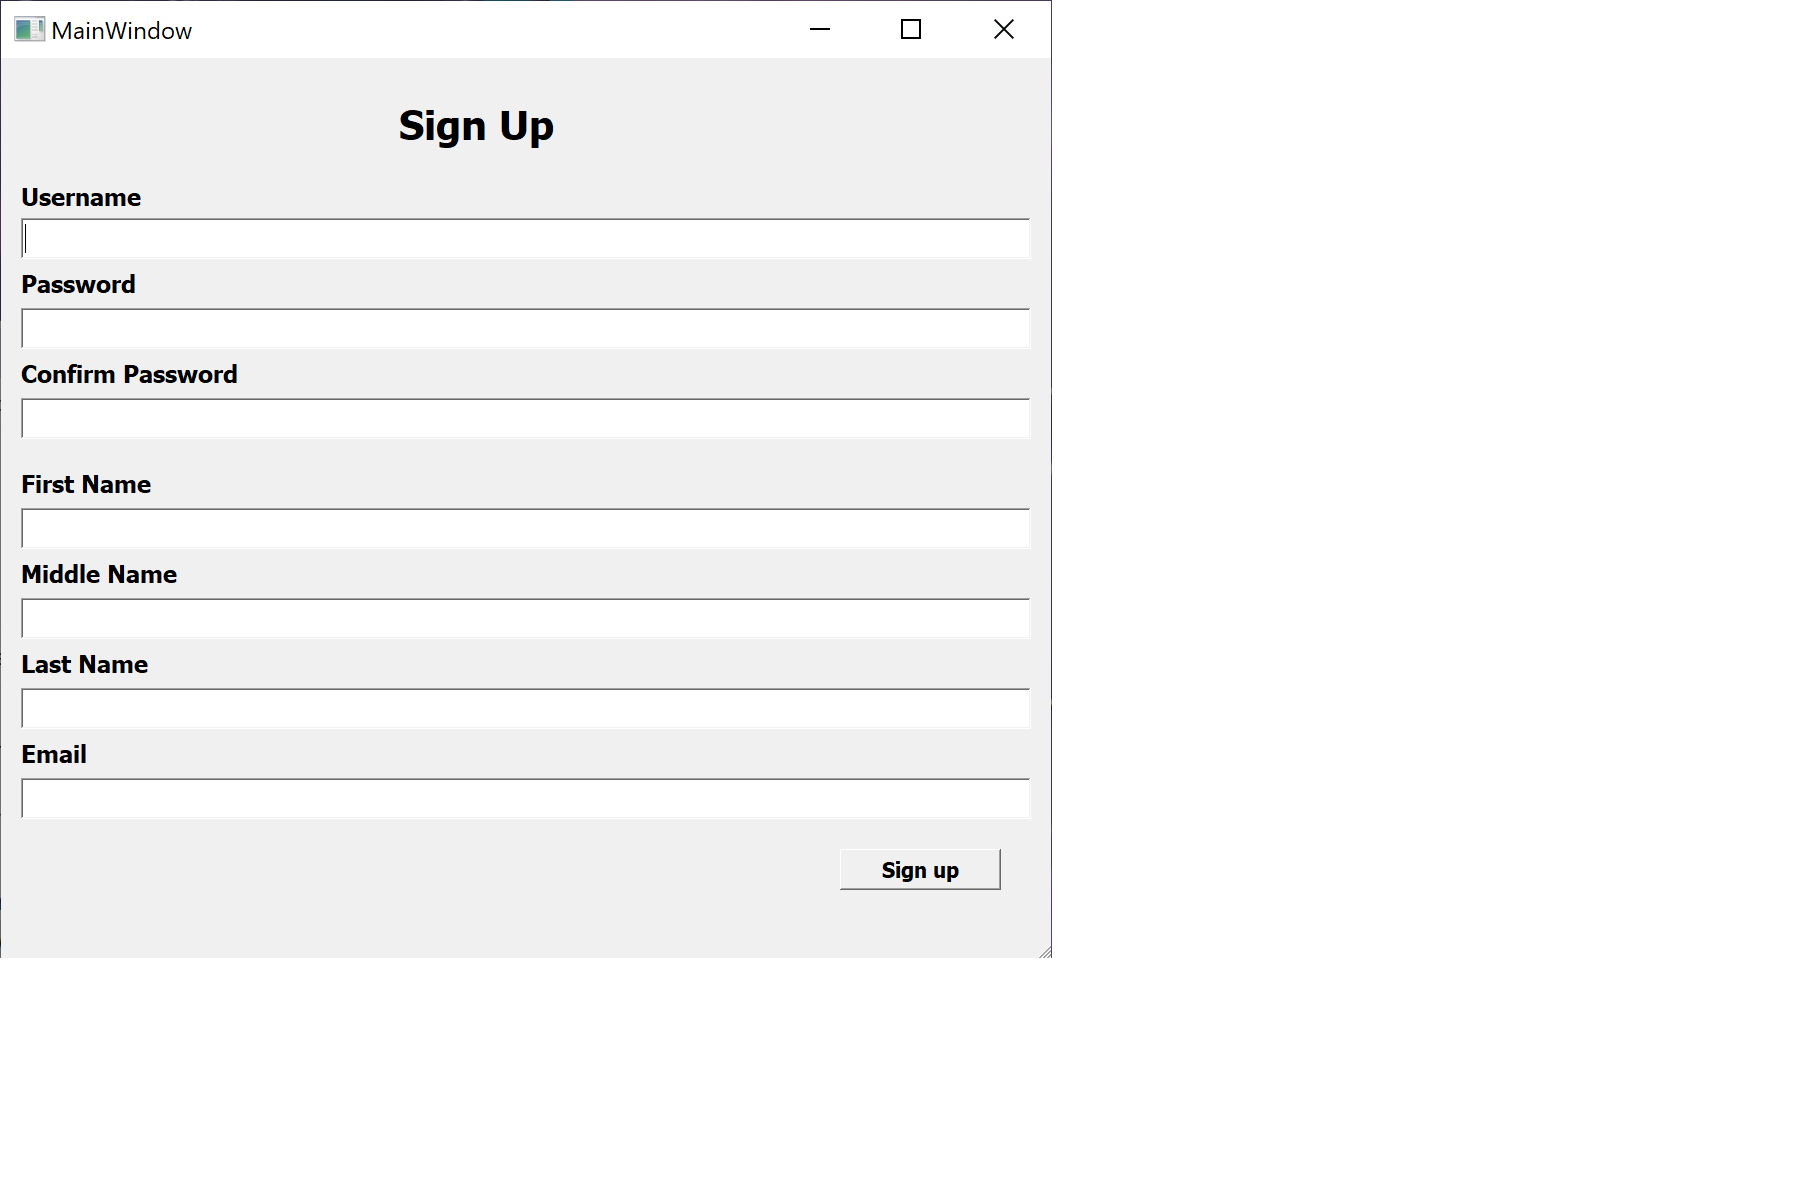 MainWindow
Sign Up
Username
Password
Confirm Password
First Name
Middle Name
Last Name
Email
Sign up